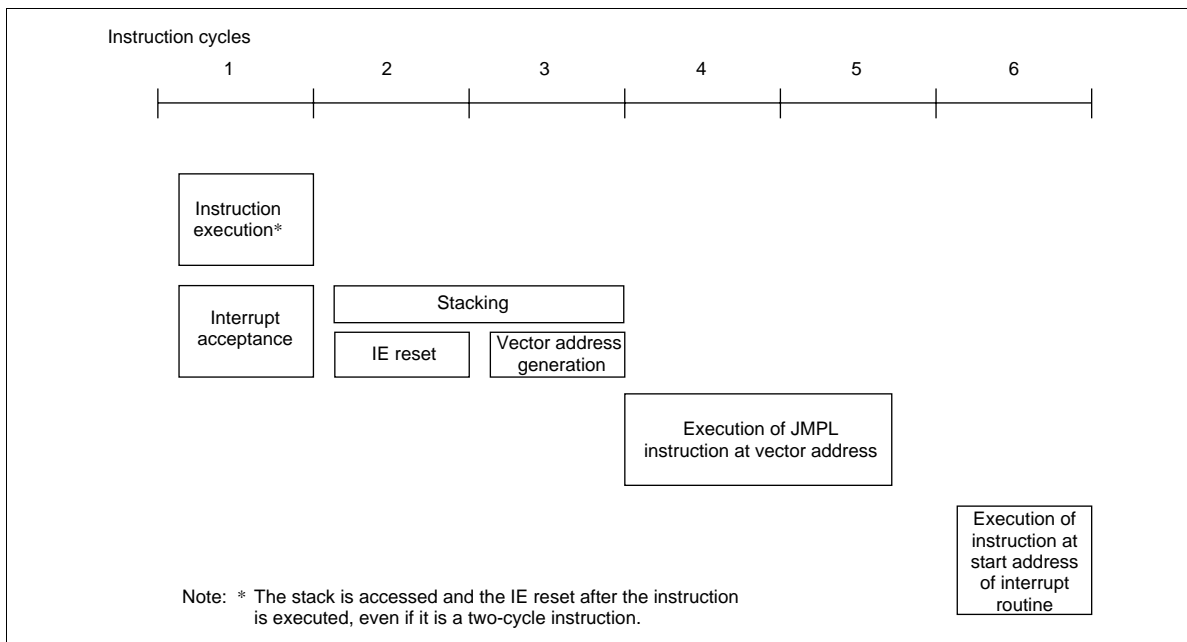 Instruction cycles
1 2 3 4 5 6
Instruction
execution*
Interrupt
acceptance
Stacking
IE reset
Vector address
generation
Execution of JMPL
instruction at vector address
Execution of
instruction at
start address
of interrupt
routine
Note: * The stack is accessed and the IE reset after the instruction
is executed, even if it is a two-cycle instruction.